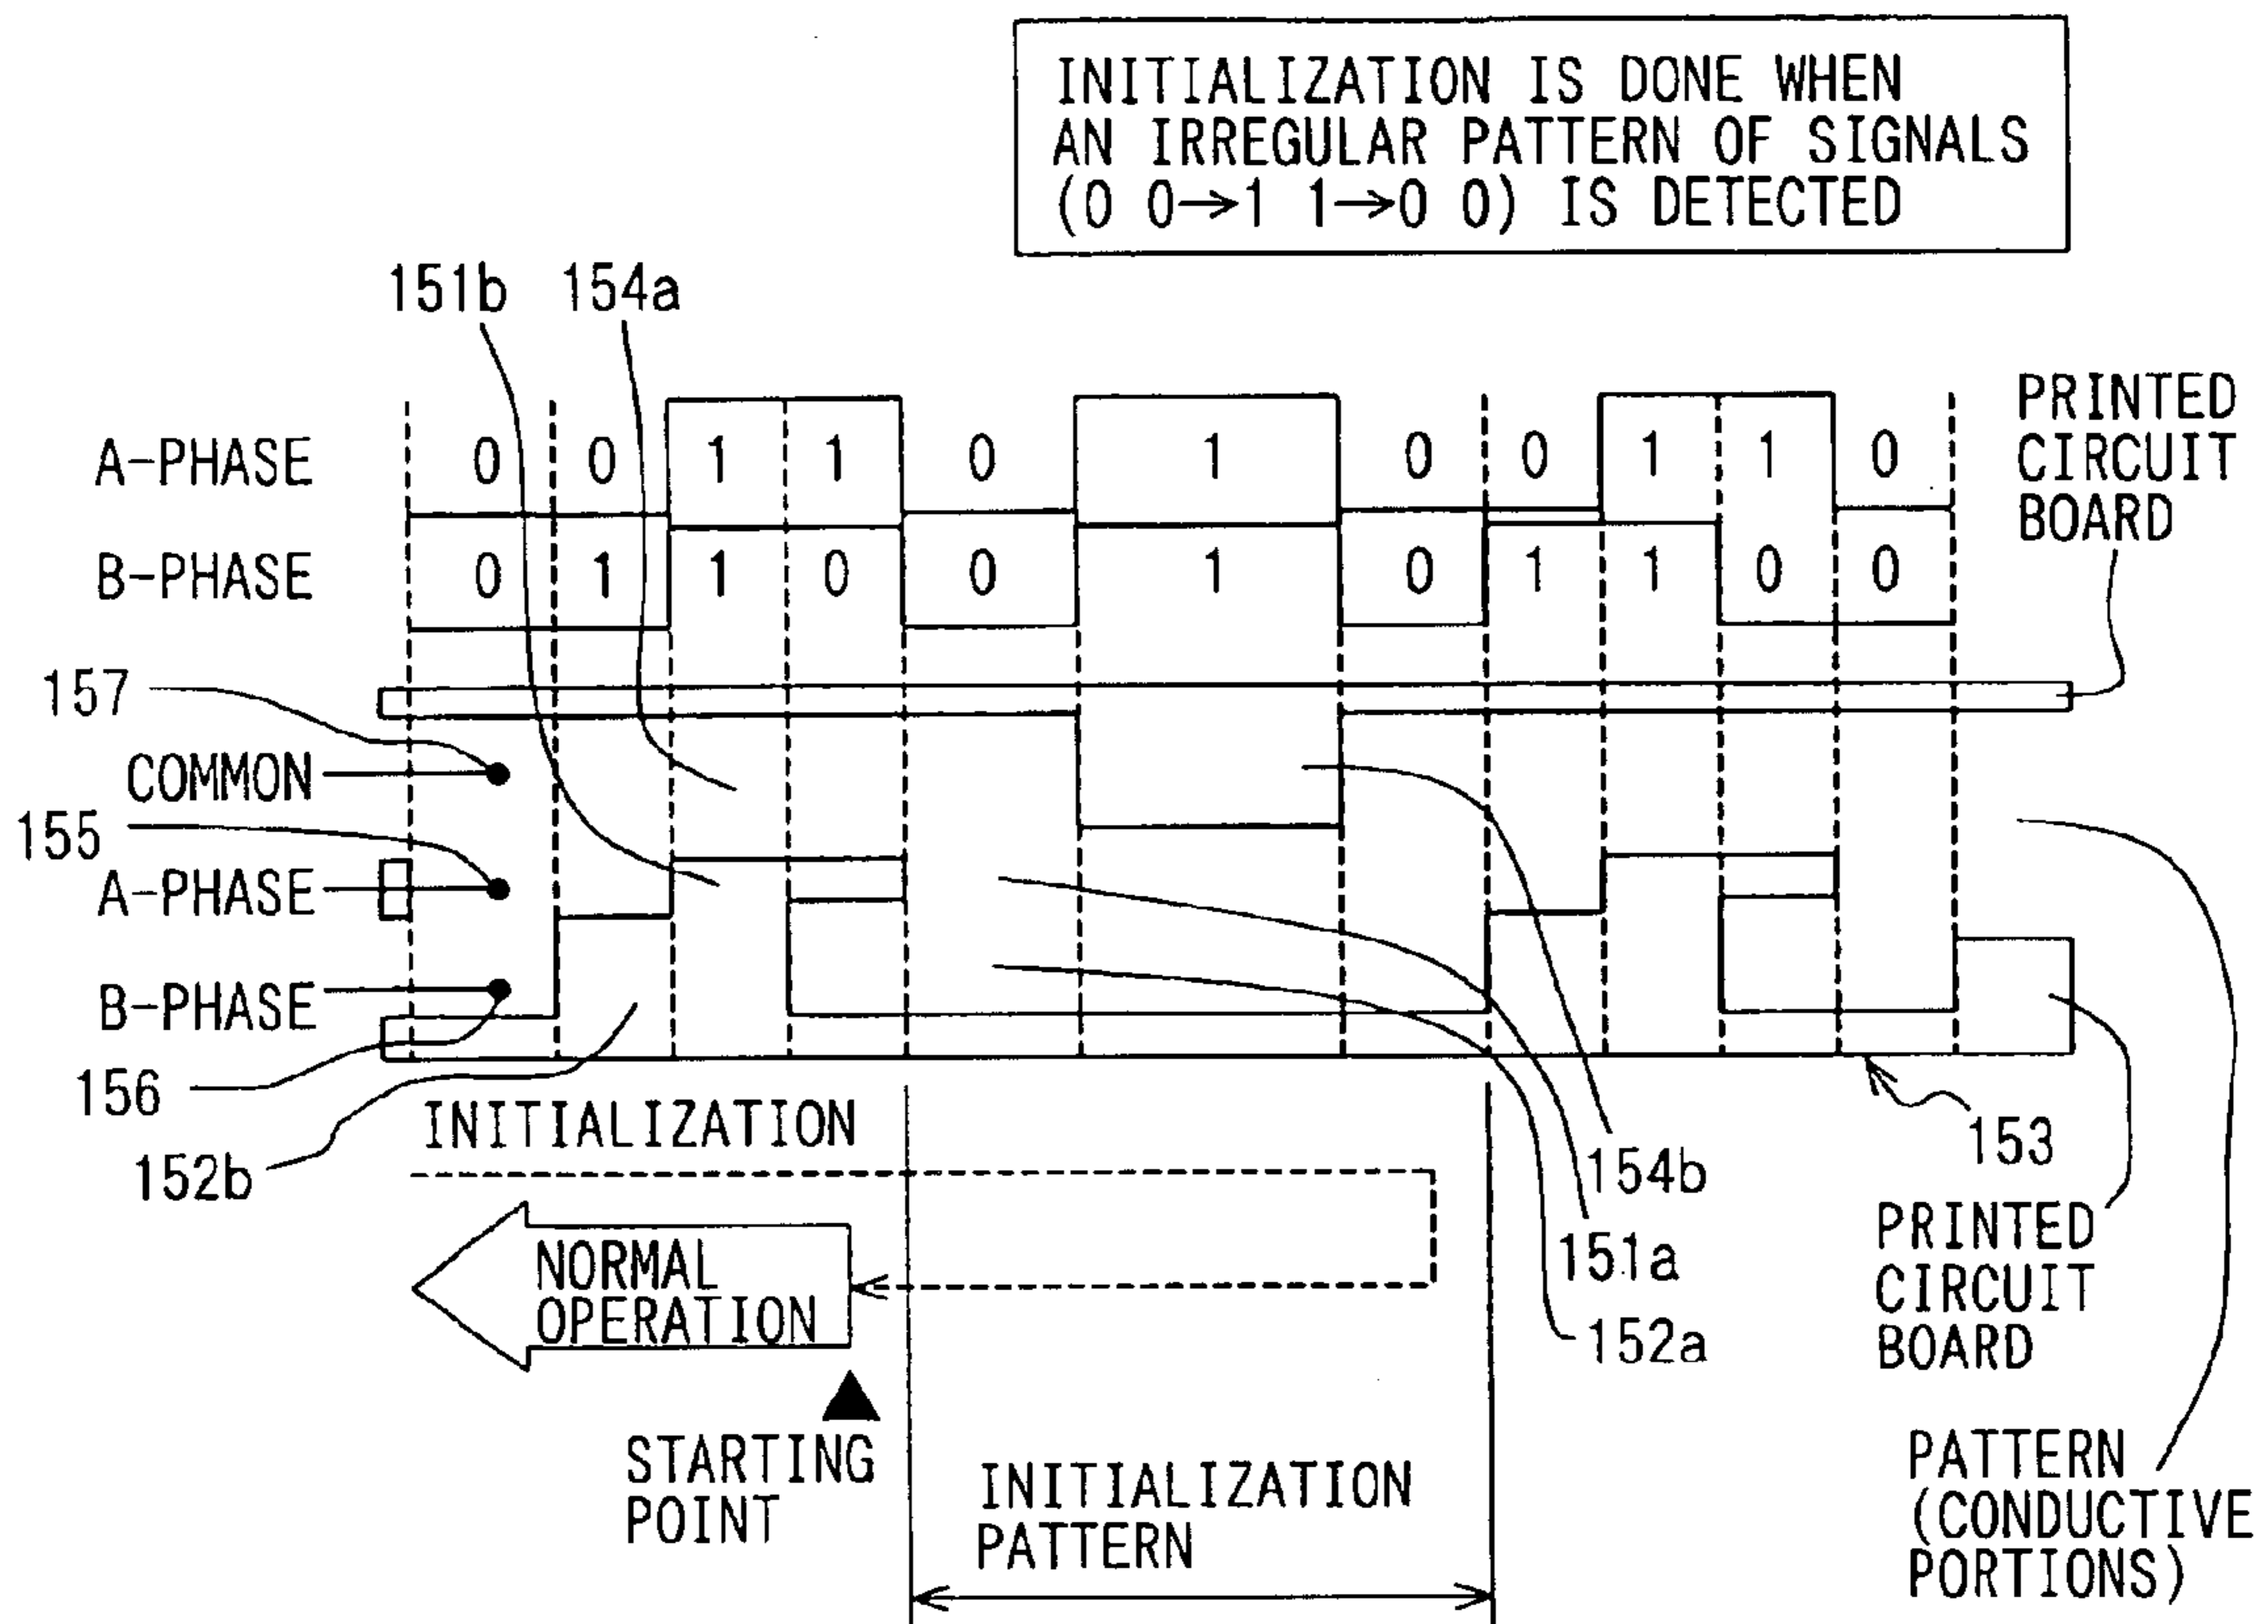 INITIALIZATION IS DONE WHEN
AN IRREGULAR PATTERN OF SIGNALS
(0 0→1 1→0 0) IS DETECTED
151b 154a
PRINTED
CIRCUIT
BOARD
A-PHASE 0 0 1 1 0 1 0 0 1 1 0
B-PHASE 0 1 1 0 0 1 0 1 1 0 0
157
COMMON
155
A-PHASE
B-PHASE
156
152b
INITIALIZATION
NORMAL
OPERATION
STARTING
POINT
INITIALIZATION
PATTERN
153
154b
151a
152a
PRINTED
CIRCUIT
BOARD
PATTERN
(CONDUCTIVE
PORTIONS)